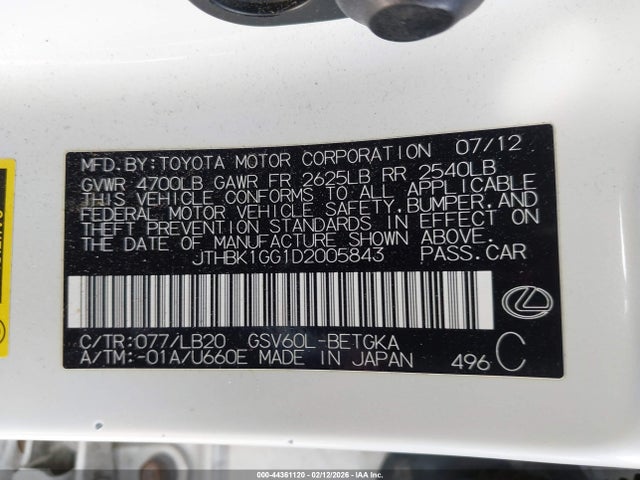 MFD.BY:TOYOTA MOTOR CORPORATION 07/12
GVWR 4700LB GAWR FR 2625LB RR 2540LB
THIS VEHICLE CONFORMS TO ALL APPLICABLE
FEDERAL MOTOR VEHICLE SAFETY,BUMPER,AND
THEFT PREVENTION STANDARDS IN EFFECT ON
THE DATE OF MANUFACTURE SHOWN ABOVE.
JTHBK1GG1D2005843 PASS.CAR
C/TR:077/LB20 GSV60L-BETGKA
A/TM:-01A/U660E MADE IN JAPAN 496 C
000-44361120 - 02/12/2026 - IAA Inc.